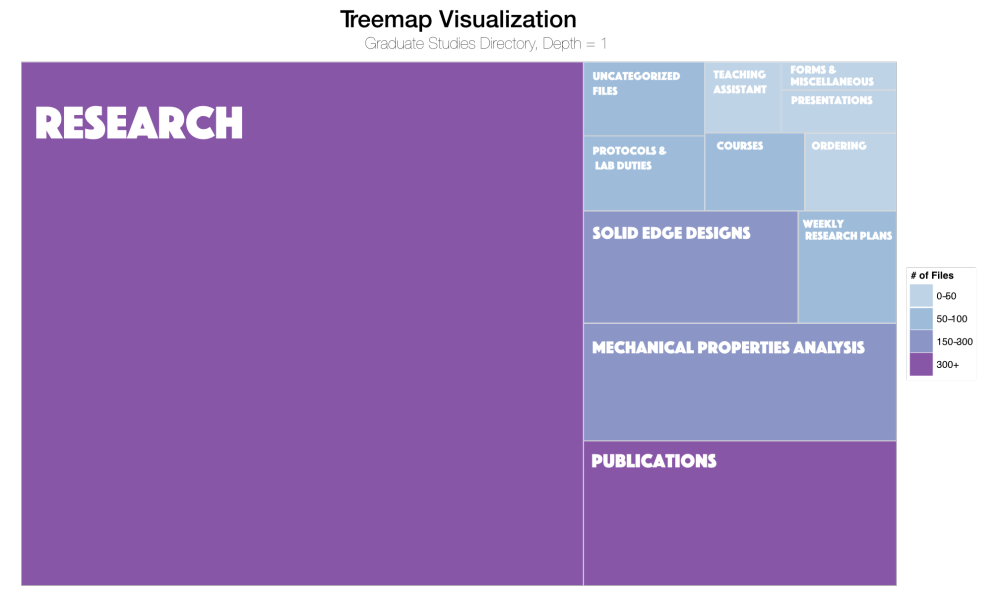 Treemap Visualization
Graduate Studies Directory, Depth = 1
RESEARCH
UNCATEGORIZED
FILES
TEACHING
ASSISTANT
FORMS &
MISCELLANEOUS
PRESENTATIONS
PROTOCOLS &
LAB DUTIES
COURSES
ORDERING
SOLID EDGE DESIGNS
WEEKLY
RESEARCH PLANS
MECHANICAL PROPERTIES ANALYSIS
PUBLICATIONS
# of Files
0-50
50-100
150-300
300+